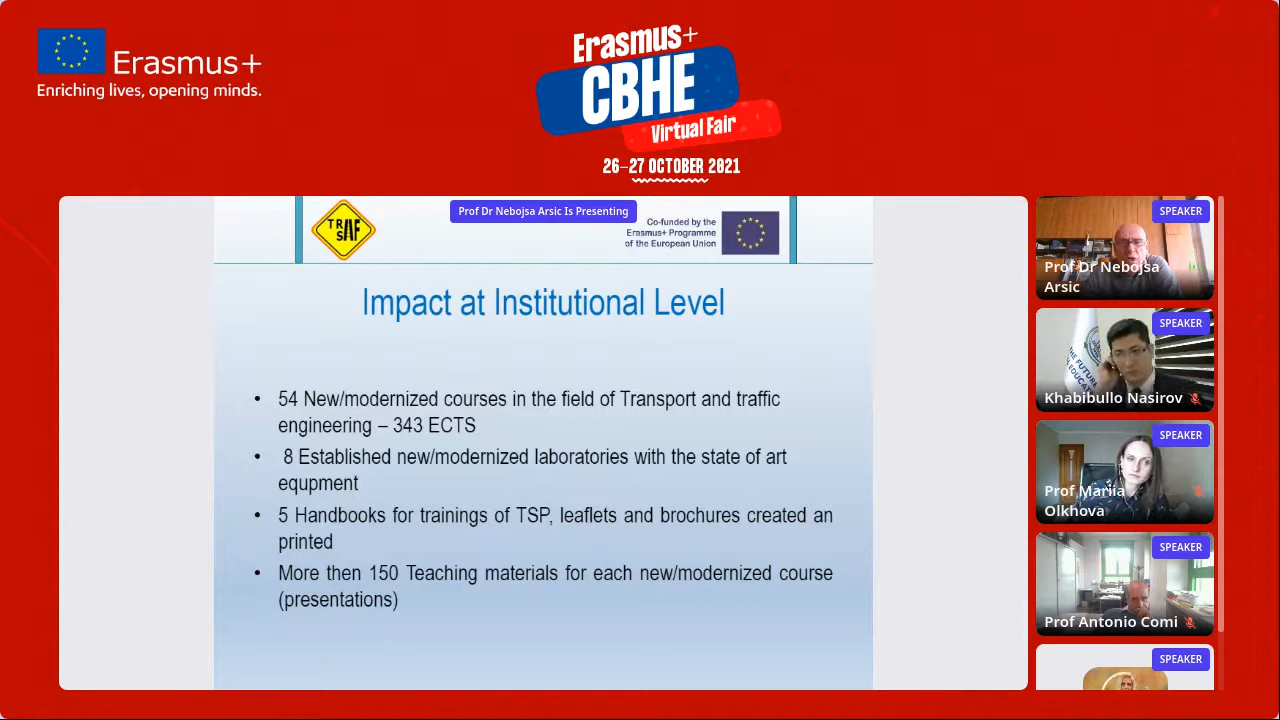 Erasmus+
Enriching lives, opening minds.
Erasmus+
CBHE
Virtual Fair
26–27 OCTOBER 2021
TR
SAF
Prof Dr Nebojsa Arsic Is Presenting
Co-funded by the
Erasmus+ Programme
of the European Union
Impact at Institutional Level
• 54 New/modernized courses in the field of Transport and traffic
engineering – 343 ECTS
• 8 Established new/modernized laboratories with the state of art
equpment
• 5 Handbooks for trainings of TSP, leaflets and brochures created an
printed
• More then 150 Teaching materials for each new/modernized course
(presentations)
SPEAKER
Prof Dr Nebojsa
Arsic
SPEAKER
THE FUTURE
EDUCATION
Khabibullo Nasirov
SPEAKER
Prof Mariia
Olkhova
SPEAKER
Prof Antonio Comi
SPEAKER